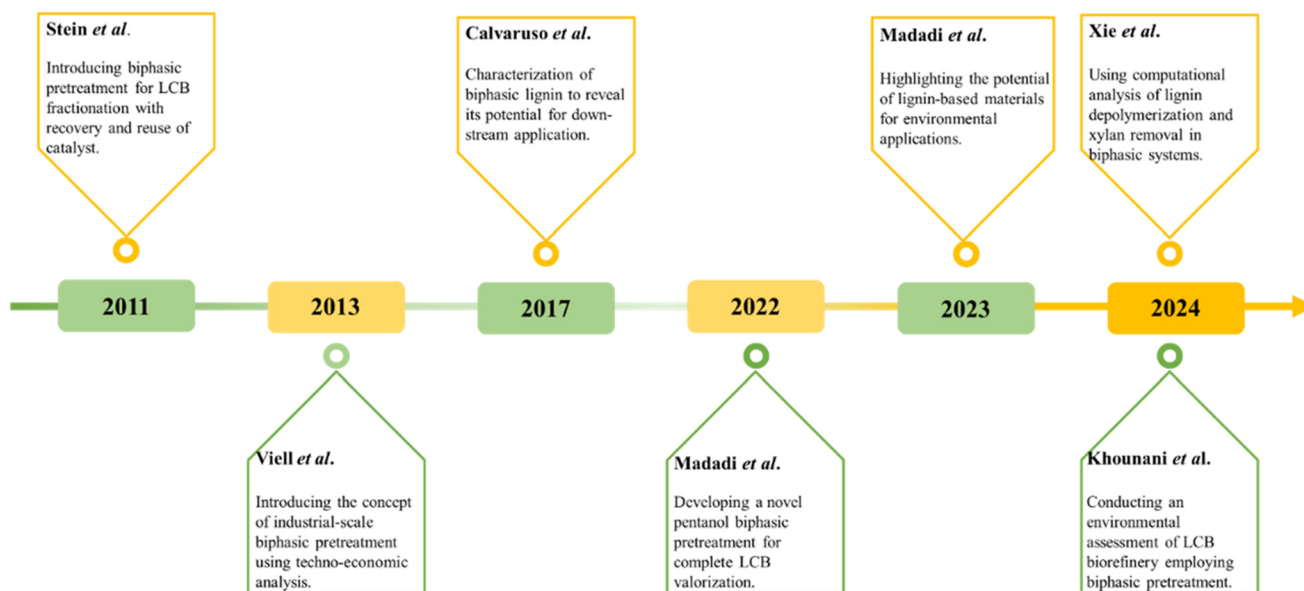 Stein et al.
Introducing biphasic
pretreatment for LCB
fractionation with
recovery and reuse of
catalyst.
Calvaruso et al.
Characterization of
biphasic lignin to reveal
its potential for down-
stream application.
Madadi et al.
Highlighting the potential
of lignin-based materials
for environmental
applications.
Xie et al.
Using computational
analysis of lignin
depolymerization and
xylan removal in
biphasic systems.
2011
2013
2017
2022
2023
2024
Viell et al.
Introducing the concept
of industrial-scale
biphasic pretreatment
using techno-economic
analysis.
Madadi et al.
Developing a novel
pentanol biphasic
pretreatment for
complete LCB
valorization.
Khounani et al.
Conducting an
environmental
assessment of LCB
biorefinery employing
biphasic pretreatment.